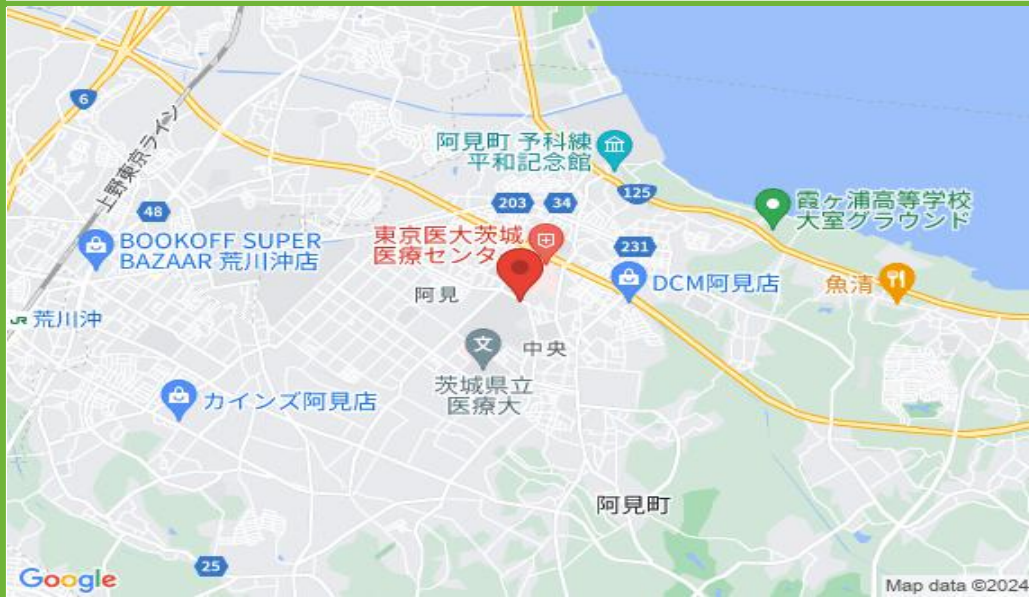 6
上野東京ライン
阿見町 予科練
平和記念館
125
203
34
霞ヶ浦高等学校
大室グラウンド
48
BOOKOFF SUPER
BAZAAR 荒川沖店
東京医大茨城
医療センタ
231
DCM阿見店
魚清
阿見
JR 荒川沖
中央
茨城県立
医療大
カインズ阿見店
阿見町
25
Google
Map data ©2024